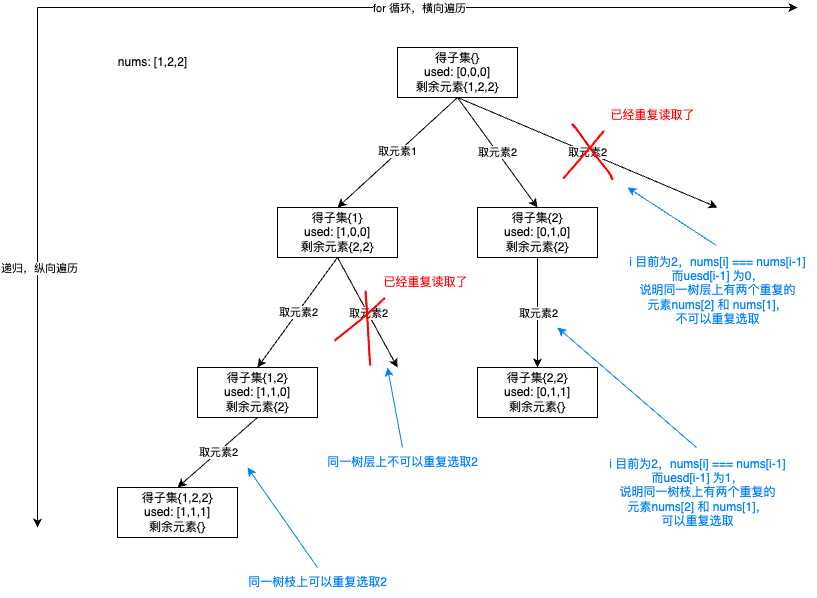 for 循环，横向遍历
nums: [1,2,2]
得子集{}
used: [0,0,0]
剩余元素{1,2,2}
已经重复读取了
取元素1
取元素2
取元素2
得子集{1}
used: [1,0,0]
剩余元素{2,2}
得子集{2}
used: [0,1,0]
剩余元素{2}
i 目前为2，nums[i] === nums[i-1]
而uesd[i-1] 为0，
说明同一树层上有两个重复的
元素nums[2] 和 nums[1]，
不可以重复选取
递归，纵向遍历
已经重复读取了
取元素2
取元素2
取元素2
得子集{1,2}
used: [1,1,0]
剩余元素{2}
得子集{2,2}
used: [0,1,1]
剩余元素{}
取元素2
同一树层上不可以重复选取2
i 目前为2，nums[i] === nums[i-1]
而uesd[i-1] 为1，
说明同一树枝上有两个重复的
元素nums[2] 和 nums[1]，
可以重复选取
得子集{1,2,2}
used: [1,1,1]
剩余元素{}
同一树枝上可以重复选取2